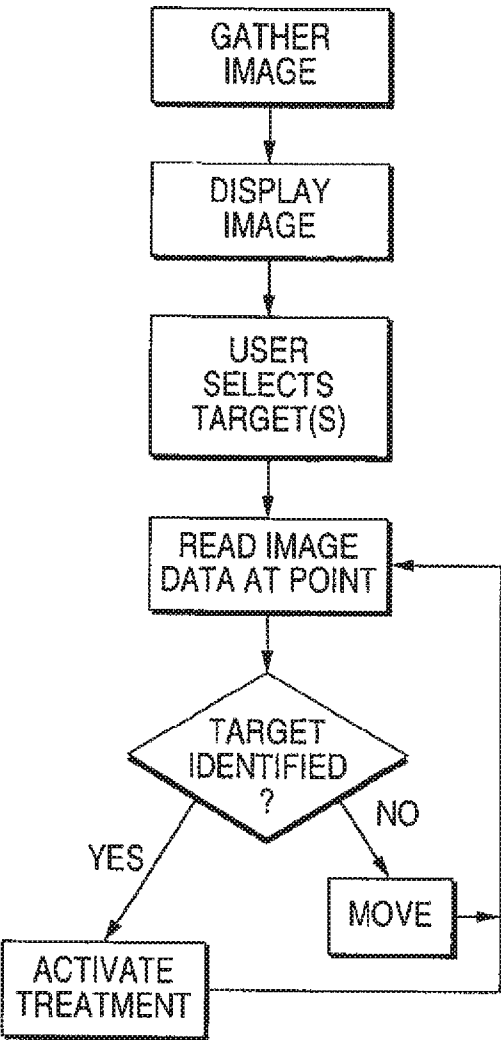 GATHER
IMAGE
DISPLAY
IMAGE
USER
SELECTS
TARGET(S)
READ IMAGE
DATA AT POINT
TARGET
IDENTIFIED
?
YES
NO
MOVE
ACTIVATE
TREATMENT